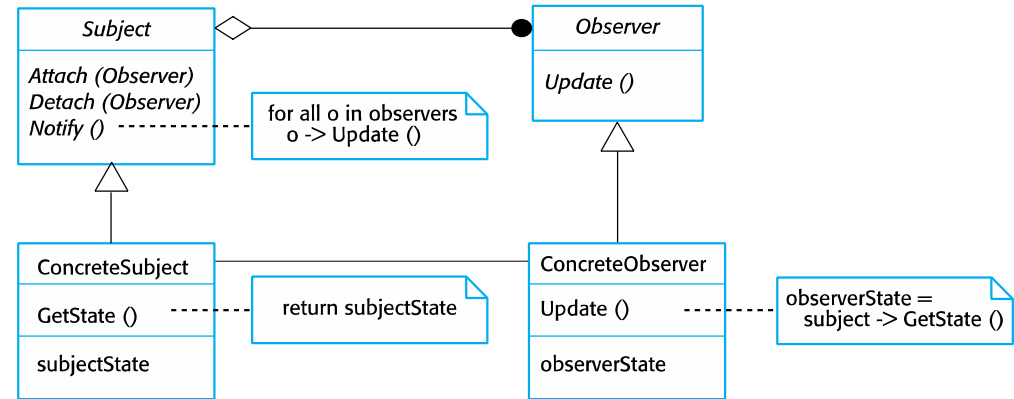 Subject
Attach (Observer)
Detach (Observer)
Notify ()
for all o in observers
o -> Update ()
Observer
Update ()
ConcreteSubject
GetState ()
subjectState
return subjectState
ConcreteObserver
Update ()
observerState
observerState =
subject -> GetState ()